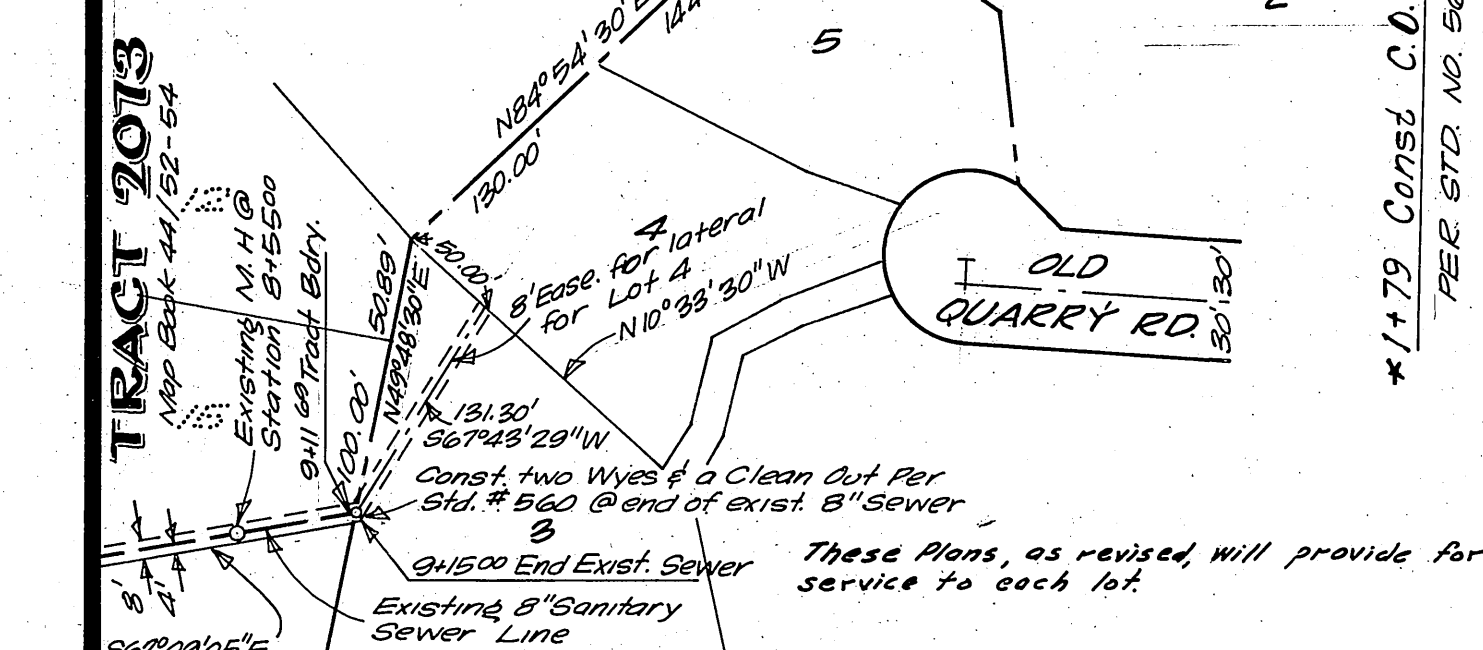 TRACT 2013
Map Book 44/52-54
Existing M.H @
Station 8+55⁰⁰
9+11 ⁶⁹ Tract Bdry.
N84°54'30"E
144
130.00'
5
50.89'
N49°48'30"E
100.00'
50.00'
4
8' Ease. for lateral
for Lot 4
N10°33'30"W
131.30'
S67°43'29"W
Const. two Wyes & a Clean Out Per
Std. #560 @ end of exist. 8" Sewer
3
9+15⁰⁰ End Exist. Sewer
Existing 8" Sanitary
Sewer Line
8'
4'
OLD
QUARRY RD.
30' 30'
*1+79 Const C.O.
PER STD. NO. 56
These Plans, as revised, will provide for
service to each lot.